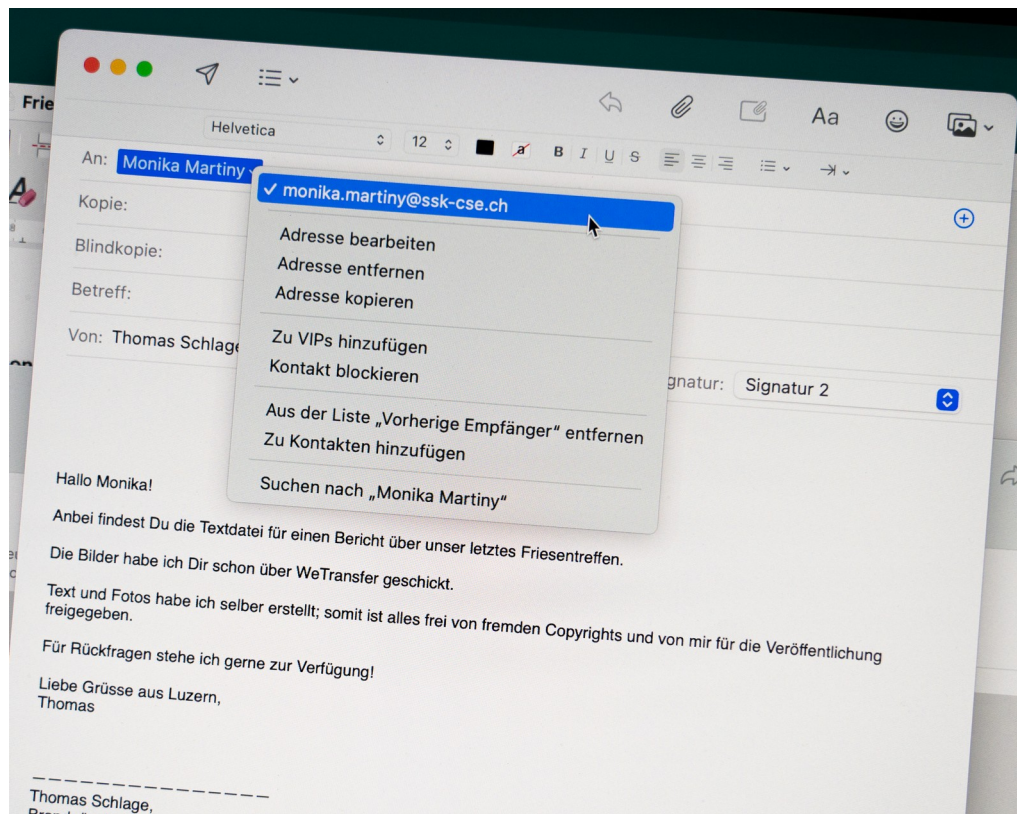 Frie
Helvetica
12
Aa
a
B I U S
An: Monika Martiny
✓ monika.martiny@ssk-cse.ch
Kopie:
Adresse bearbeiten
Blindkopie:
Adresse entfernen
Adresse kopieren
Betreff:
Zu VIPs hinzufügen
Von: Thomas Schlage
Kontakt blockieren
gnatur: Signatur 2
Aus der Liste „Vorherige Empfänger“ entfernen
Zu Kontakten hinzufügen
Suchen nach „Monika Martiny“
Hallo Monika!
Anbei findest Du die Textdatei für einen Bericht über unser letztes Friesentreffen.
Die Bilder habe ich Dir schon über WeTransfer geschickt.
Text und Fotos habe ich selber erstellt; somit ist alles frei von fremden Copyrights und von mir für die Veröffentlichung
freigegeben.
Für Rückfragen stehe ich gerne zur Verfügung!
Liebe Grüsse aus Luzern,
Thomas
_ _ _ _ _ _ _ _ _ _ _ _ _ _ _
Thomas Schlage,